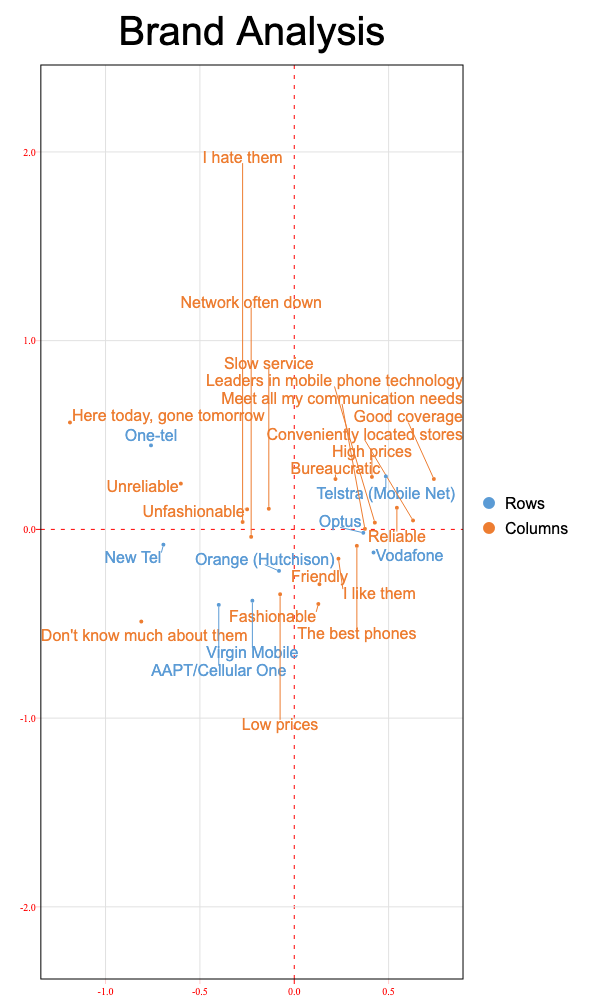 Brand Analysis
I hate them
2.0
Network often down
1.0
Slow service
Leaders in mobile phone technology
Meet all my communication needs
Here today, gone tomorrow
Good coverage
One-tel
Conveniently located stores
High prices
Bureaucratic
Unreliable
Telstra (Mobile Net)
Rows
Unfashionable
Optus
Columns
0.0
Reliable
New Tel
Orange (Hutchison)
Vodafone
Friendly
I like them
Fashionable
Don't know much about them
The best phones
Virgin Mobile
AAPT/Cellular One
-1.0
Low prices
-2.0
-1.0 -0.5 0.0 0.5